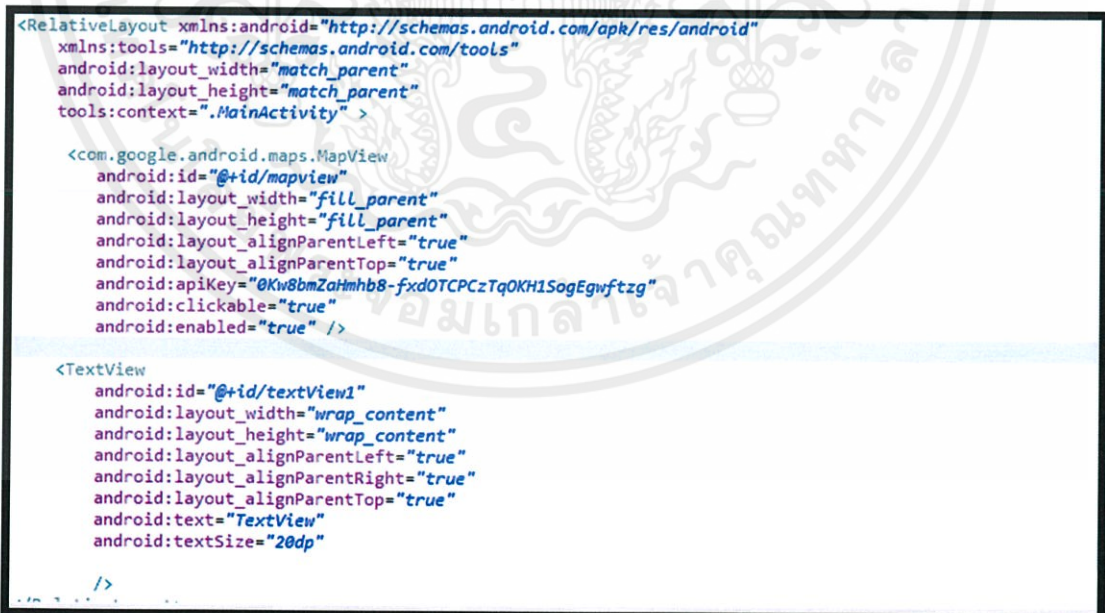 <RelativeLayout xmlns:android="http://schemas.android.com/apk/res/android"
    xmlns:tools="http://schemas.android.com/tools"
    android:layout_width="match_parent"
    android:layout_height="match_parent"
    tools:context=".MainActivity" >

    <com.google.android.maps.MapView
        android:id="@+id/mapview"
        android:layout_width="fill_parent"
        android:layout_height="fill_parent"
        android:layout_alignParentLeft="true"
        android:layout_alignParentTop="true"
        android:apiKey="0Kw8bmZaHmhb8-fxdOTCPCzTqOKH1SogEgwftzg"
        android:clickable="true"
        android:enabled="true" />

    <TextView
        android:id="@+id/textView1"
        android:layout_width="wrap_content"
        android:layout_height="wrap_content"
        android:layout_alignParentLeft="true"
        android:layout_alignParentRight="true"
        android:layout_alignParentTop="true"
        android:text="TextView"
        android:textSize="20dp"

        />